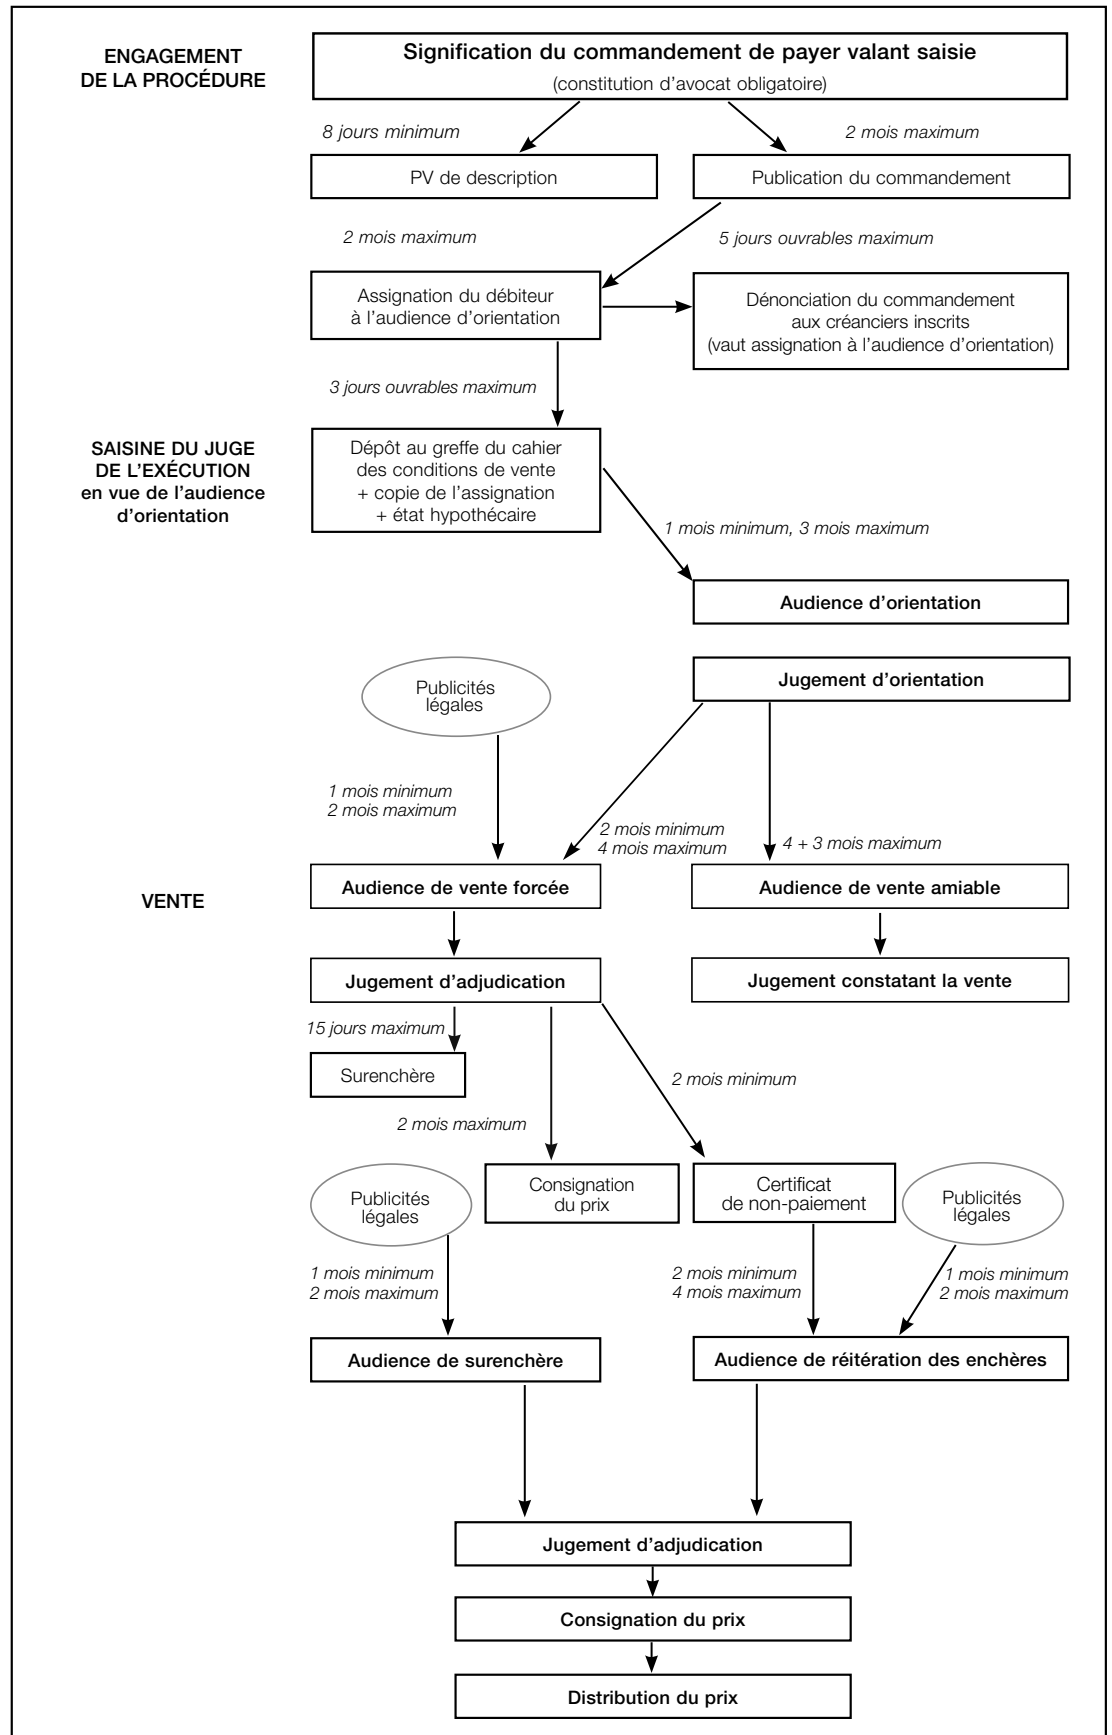 ENGAGEMENT
DE LA PROCÉDURE
Signification du commandement de payer valant saisie
(constitution d'avocat obligatoire)
8 jours minimum
2 mois maximum
PV de description
Publication du commandement
2 mois maximum
5 jours ouvrables maximum
Assignation du débiteur
à l'audience d'orientation
Dénonciation du commandement
aux créanciers inscrits
(vaut assignation à l'audience d'orientation)
3 jours ouvrables maximum
SAISINE DU JUGE
DE L'EXÉCUTION
en vue de l'audience
d'orientation
Dépôt au greffe du cahier
des conditions de vente
+ copie de l'assignation
+ état hypothécaire
1 mois minimum, 3 mois maximum
Audience d'orientation
Jugement d'orientation
Publicités
légales
1 mois minimum
2 mois maximum
2 mois minimum
4 mois maximum
4 + 3 mois maximum
VENTE
Audience de vente forcée
Audience de vente amiable
Jugement d'adjudication
Jugement constatant la vente
15 jours maximum
Surenchère
2 mois minimum
2 mois maximum
Publicités
légales
Consignation
du prix
Certificat
de non-paiement
Publicités
légales
1 mois minimum
2 mois maximum
2 mois minimum
4 mois maximum
1 mois minimum
2 mois maximum
Audience de surenchère
Audience de réitération des enchères
Jugement d'adjudication
Consignation du prix
Distribution du prix